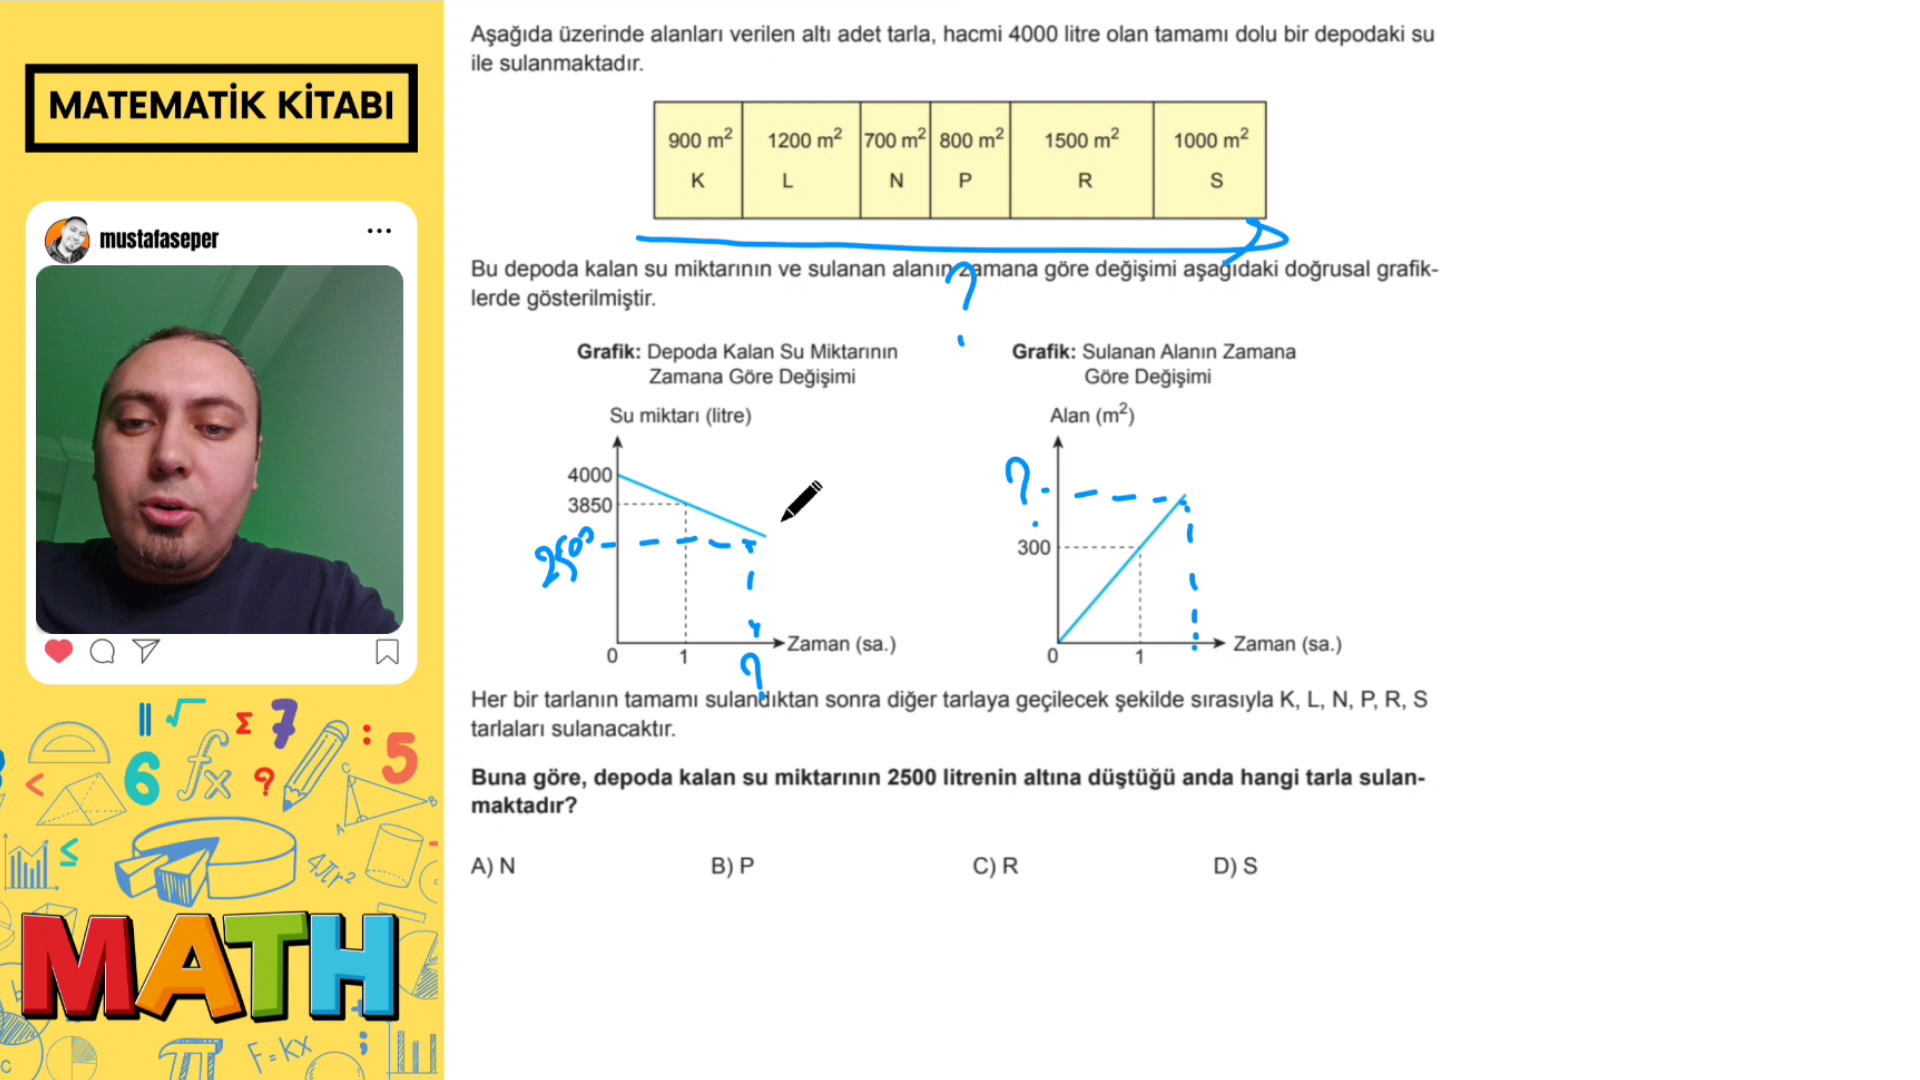 MATEMATİK KİTABI
mustafaseper
MATH
Aşağıda üzerinde alanları verilen altı adet tarla, hacmi 4000 litre olan tamamı dolu bir depodaki su
ile sulanmaktadır.
900 m² 1200 m² 700 m² 800 m² 1500 m² 1000 m²
K L N P R S
Bu depoda kalan su miktarının ve sulanan alanın zamana göre değişimi aşağıdaki doğrusal grafik-
lerde gösterilmiştir.
?
Grafik: Depoda Kalan Su Miktarının
Zamana Göre Değişimi
Su miktarı (litre)
4000
3850
2500
0 1 ? Zaman (sa.)
Grafik: Sulanan Alanın Zamana
Göre Değişimi
Alan (m²)
?
300
0 1 Zaman (sa.)
Her bir tarlanın tamamı sulandıktan sonra diğer tarlaya geçilecek şekilde sırasıyla K, L, N, P, R, S
tarlaları sulanacaktır.
Buna göre, depoda kalan su miktarının 2500 litrenin altına düştüğü anda hangi tarla sulan-
maktadır?
A) N B) P C) R D) S